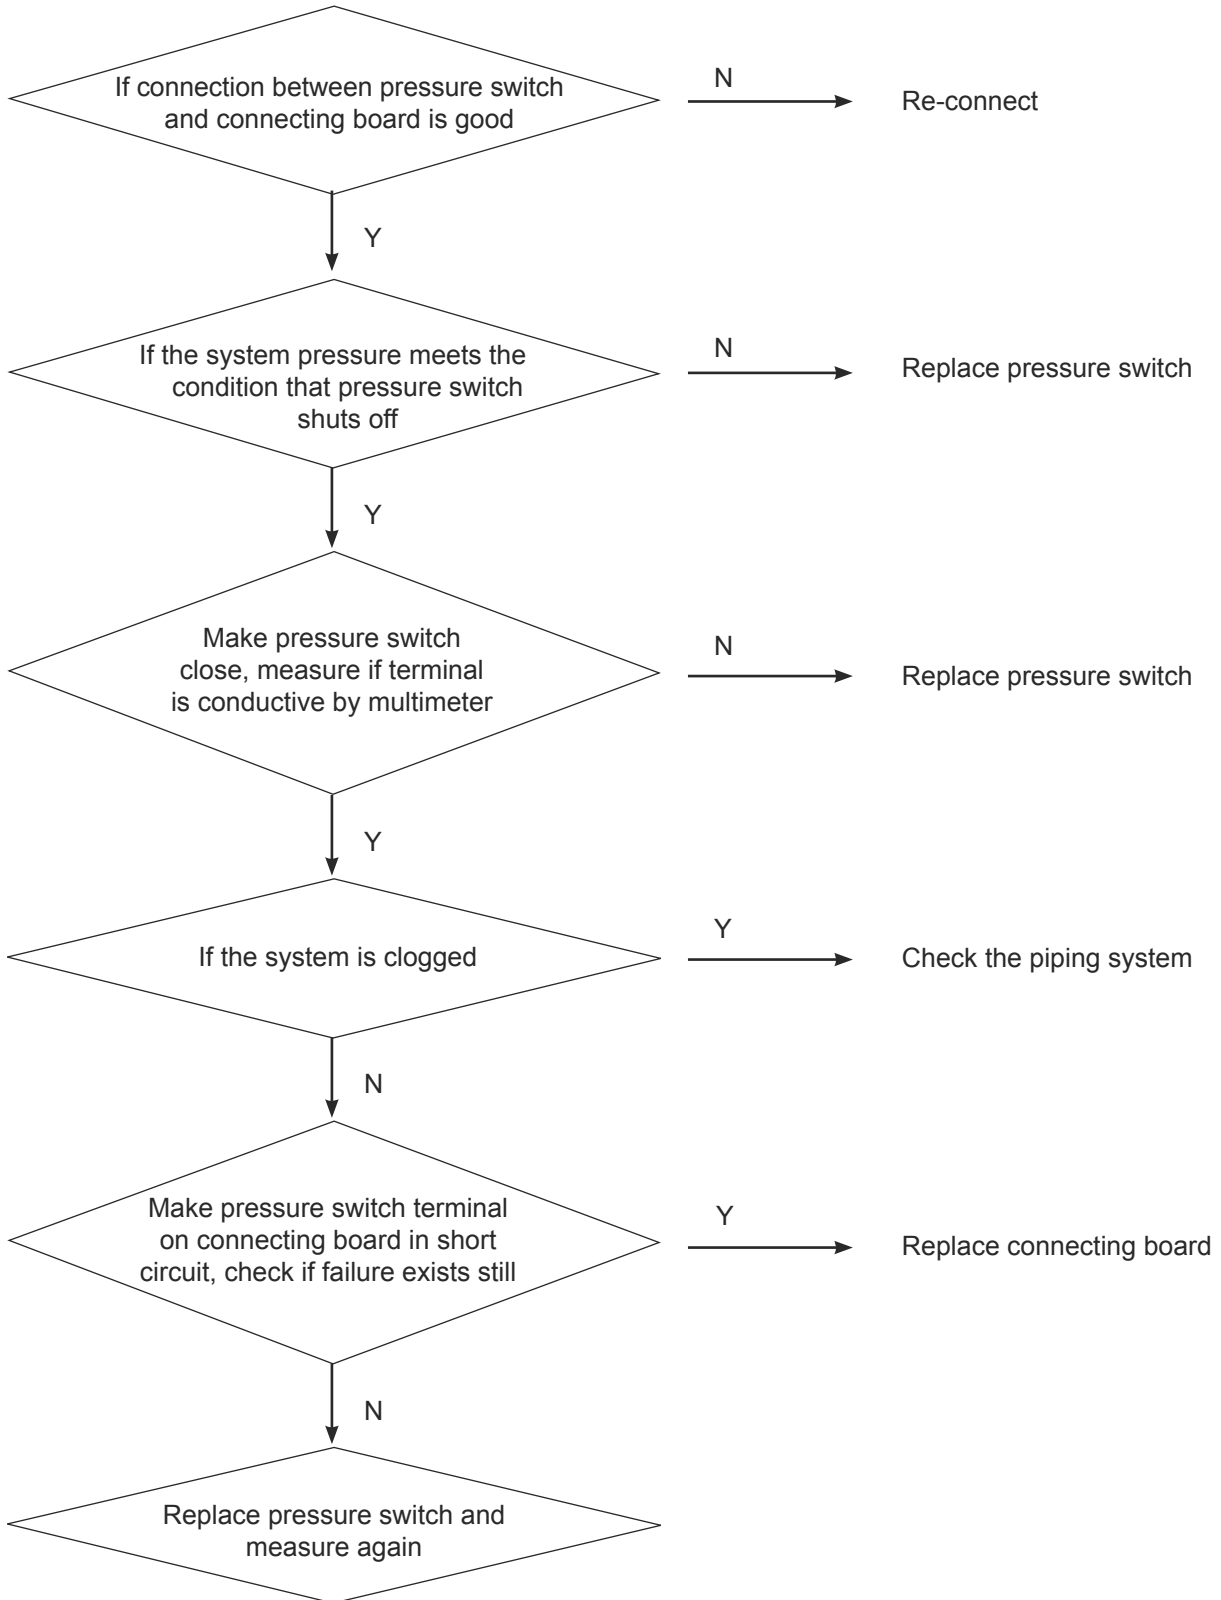 If connection between pressure switch
and connecting board is good
N
Re-connect
Y
If the system pressure meets the
condition that pressure switch
shuts off
N
Replace pressure switch
Y
Make pressure switch
close, measure if terminal
is conductive by multimeter
N
Replace pressure switch
Y
If the system is clogged
Y
Check the piping system
N
Make pressure switch terminal
on connecting board in short
circuit, check if failure exists still
Y
Replace connecting board
N
Replace pressure switch and
measure again